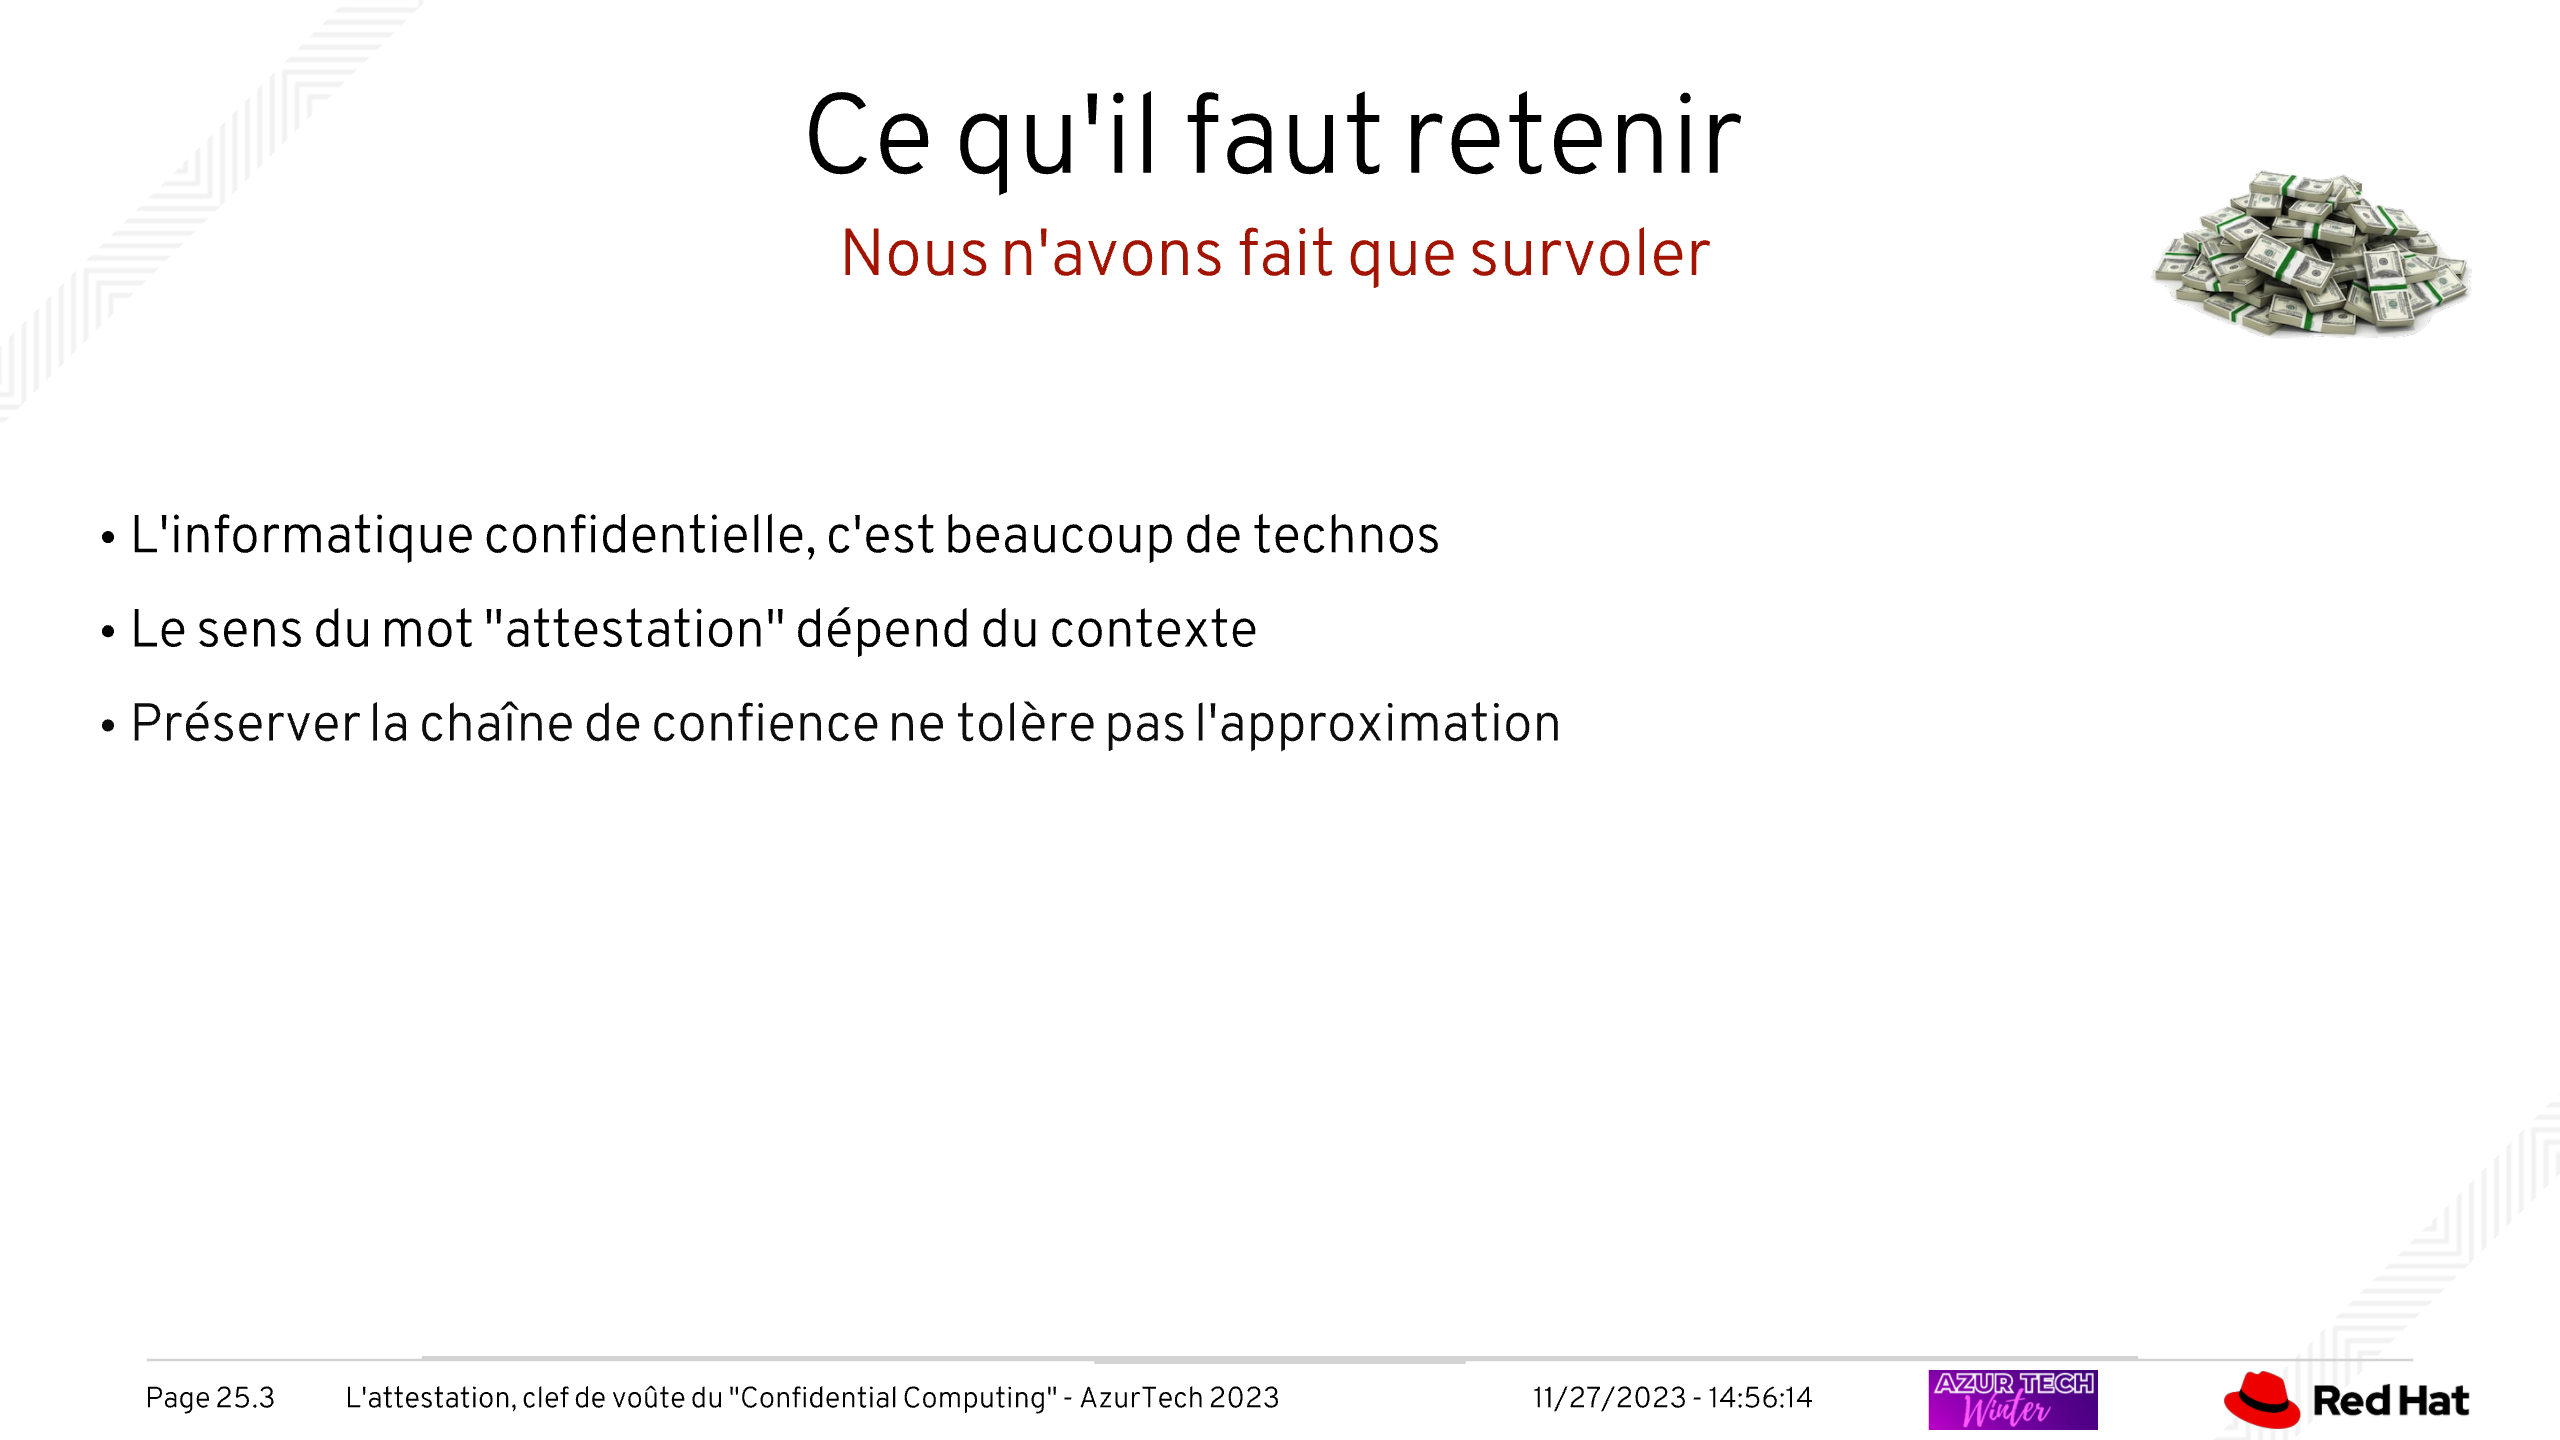 Ce qu'il faut retenir
Nous n'avons fait que survoler
• L'informatique confidentielle, c'est beaucoup de technos
• Le sens du mot "attestation" dépend du contexte
• Préserver la chaîne de confience ne tolère pas l'approximation
Page 25.3 L'attestation, clef de voûte du "Confidential Computing" - AzurTech 2023 11/27/2023 - 14:56:14
AZUR TECH
Winter
Red Hat